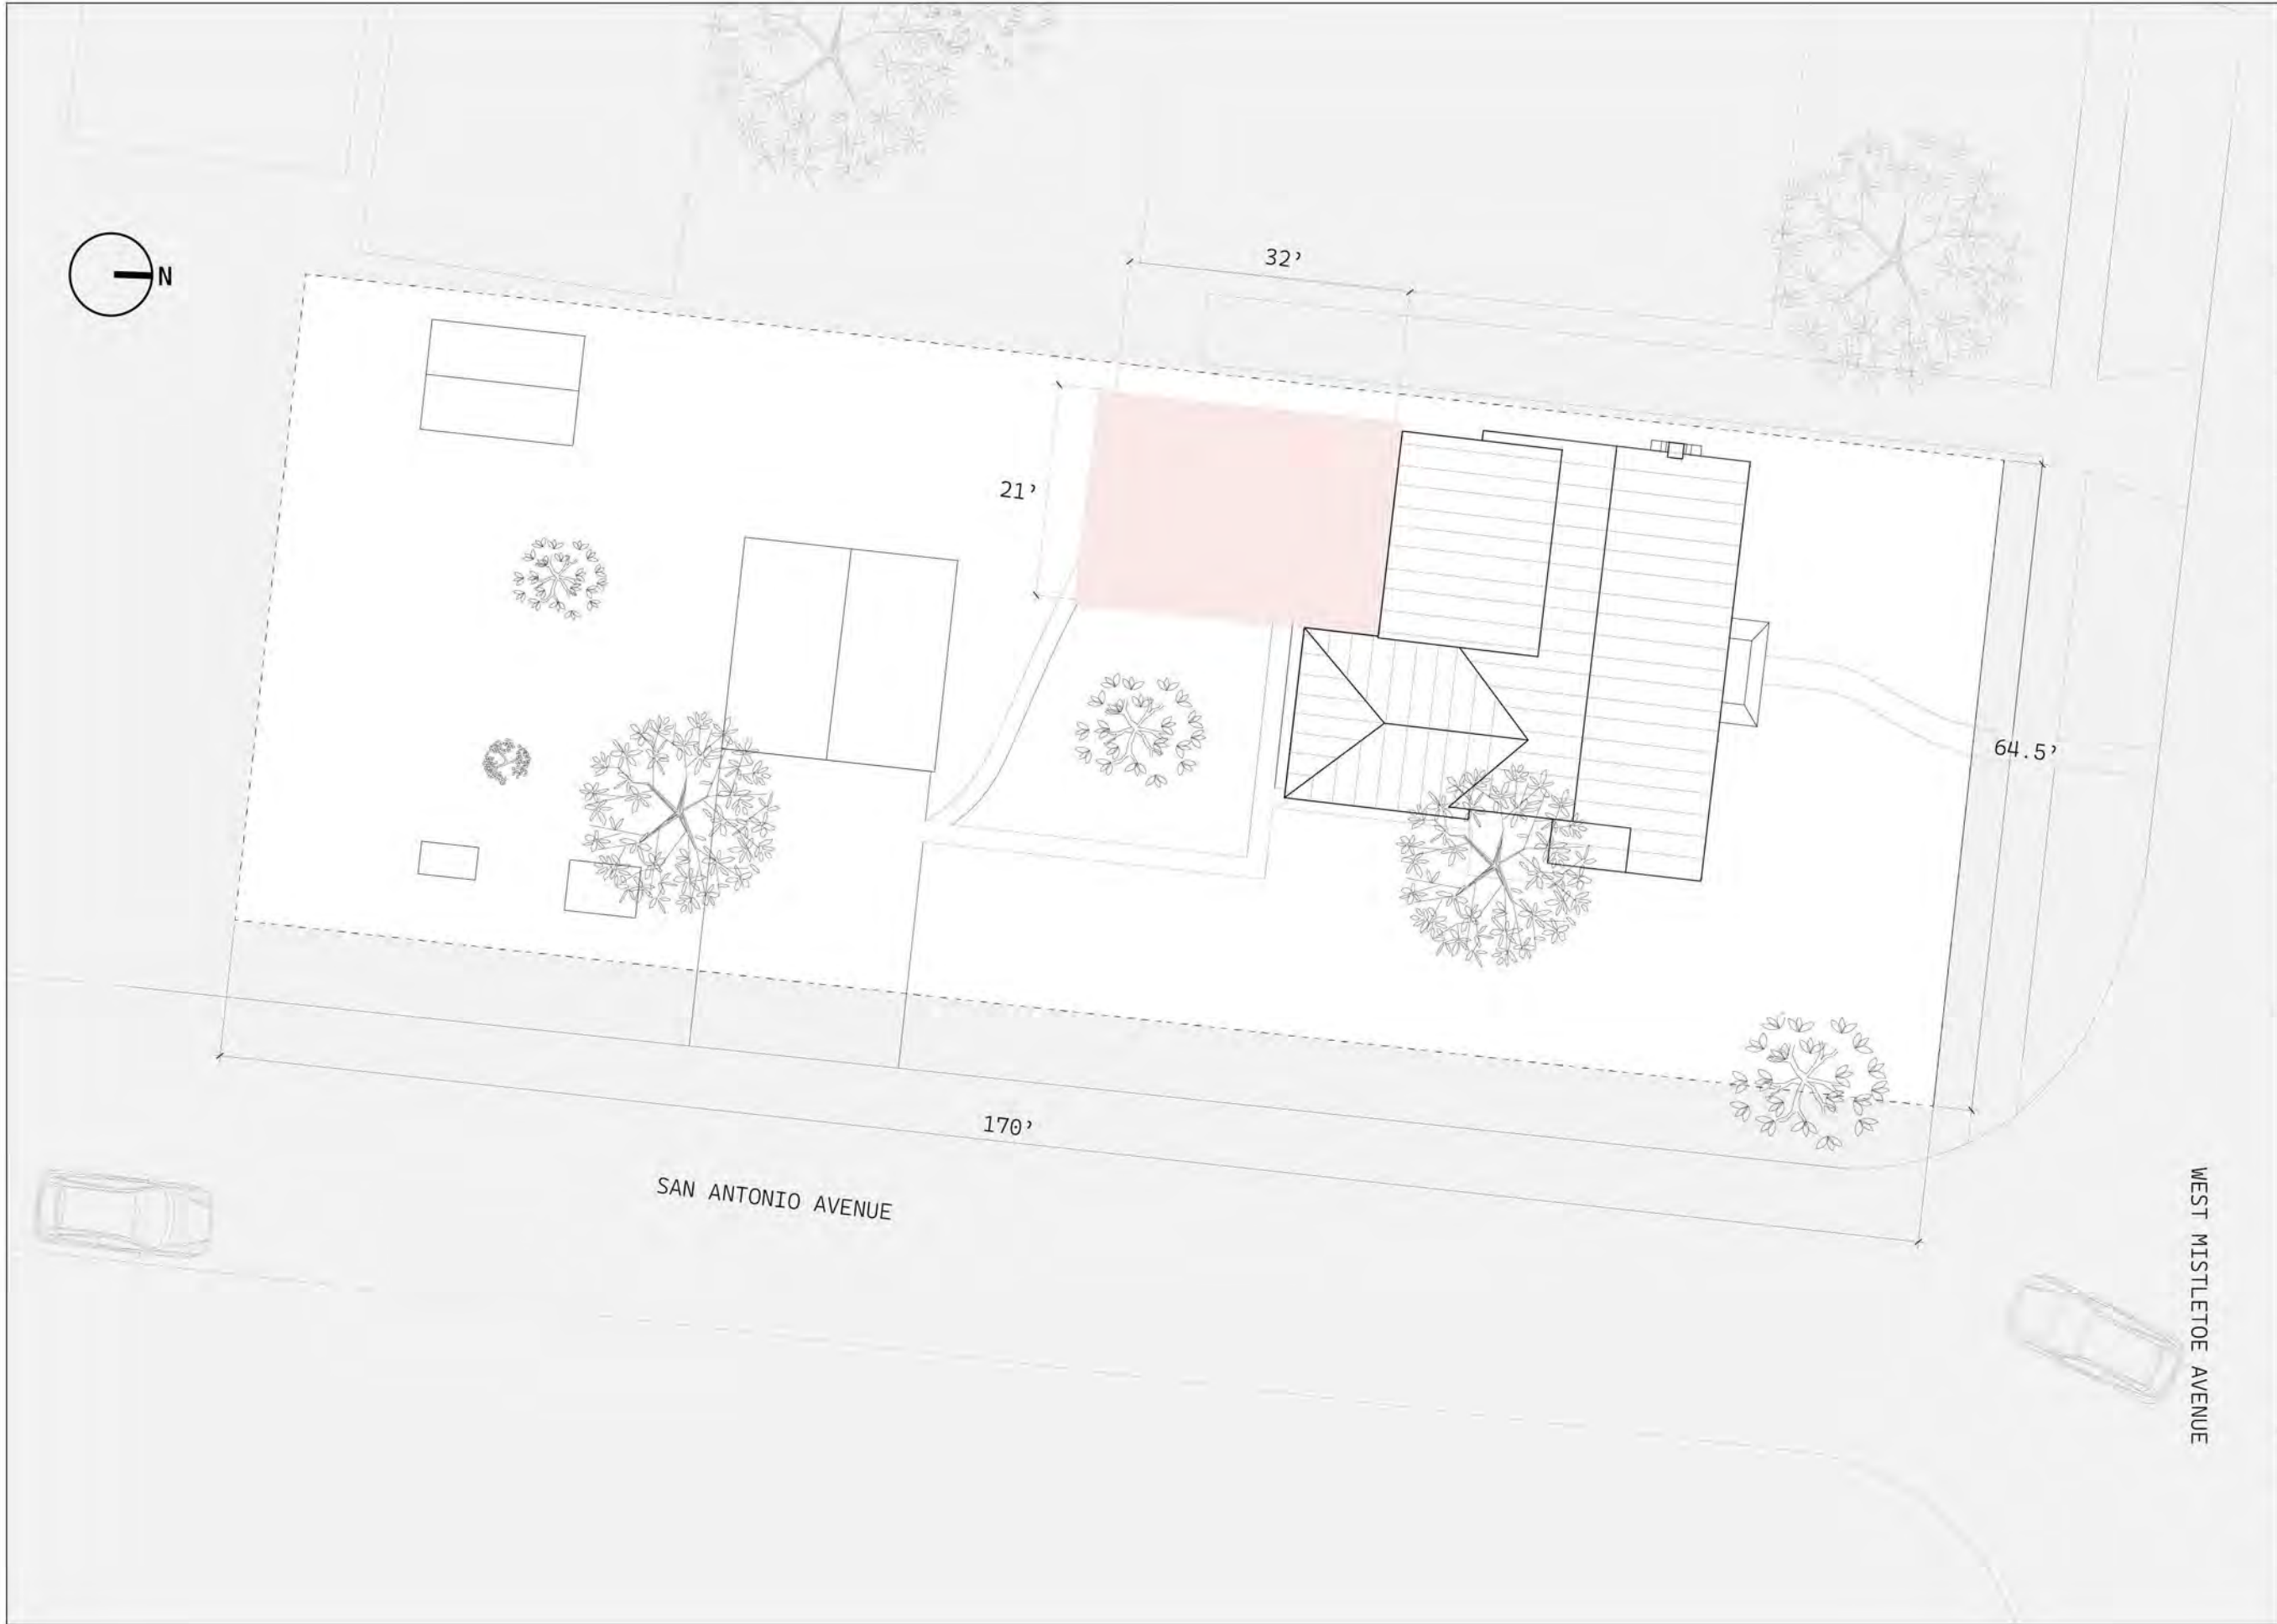 32’
N
21’
64.5’
170’
SAN ANTONIO AVENUE
WEST MISTLETOE AVENUE